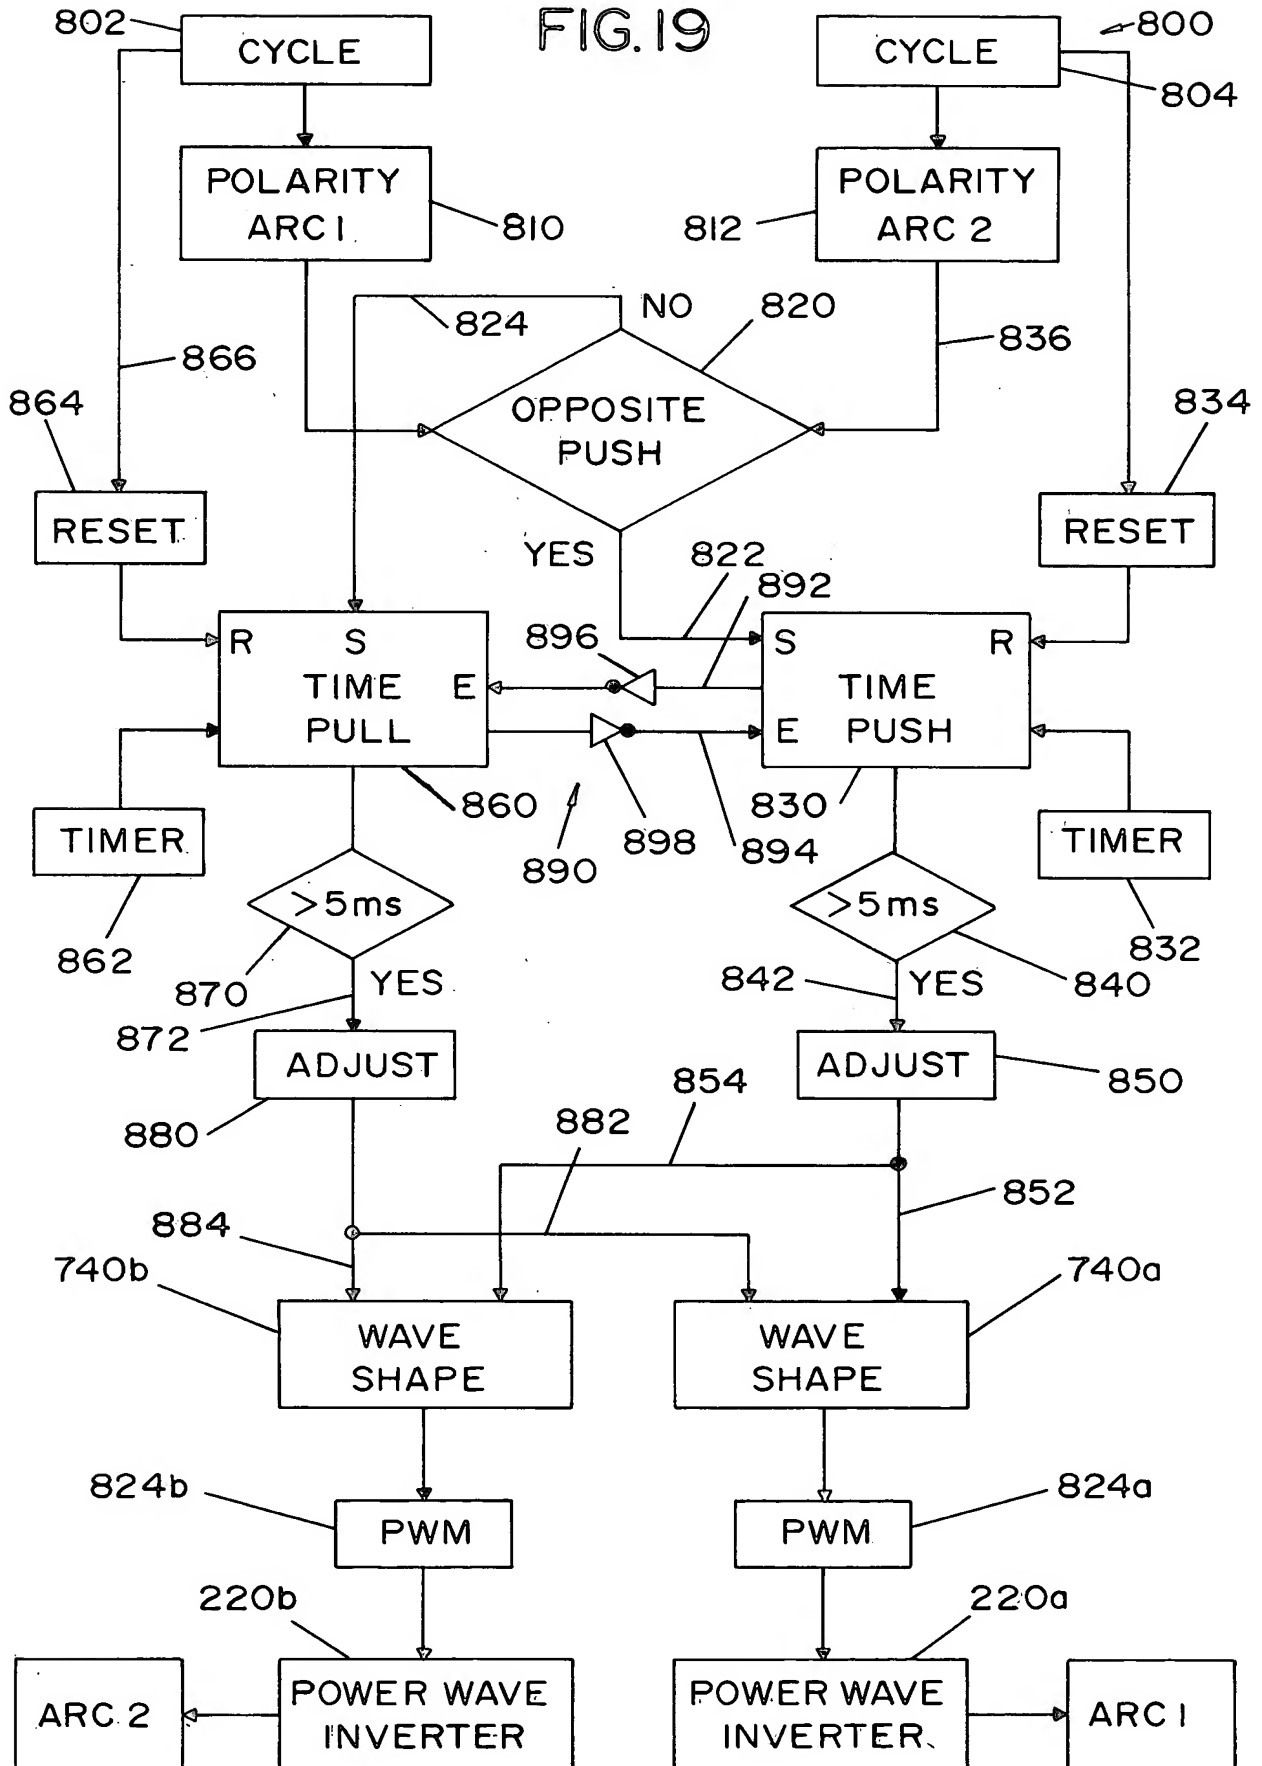 802
FIG. 19
800
CYCLE
CYCLE
804
POLARITY
ARC 1
810
812
POLARITY
ARC 2
824
NO
820
836
866
864
OPPOSITE
PUSH
834
RESET
RESET
YES
822
892
896
R
S
TIME
PULL
E
S
R
TIME
PUSH
E
860
890
898
894
830
TIMER
TIMER
>5ms
>5ms
862
832
870
YES
872
842
YES
840
ADJUST
ADJUST
880
854
850
882
852
884
740b
740a
WAVE
SHAPE
WAVE
SHAPE
824b
PWM
PWM
824a
220b
220a
ARC 2
POWER WAVE
INVERTER
POWER WAVE
INVERTER
ARC 1